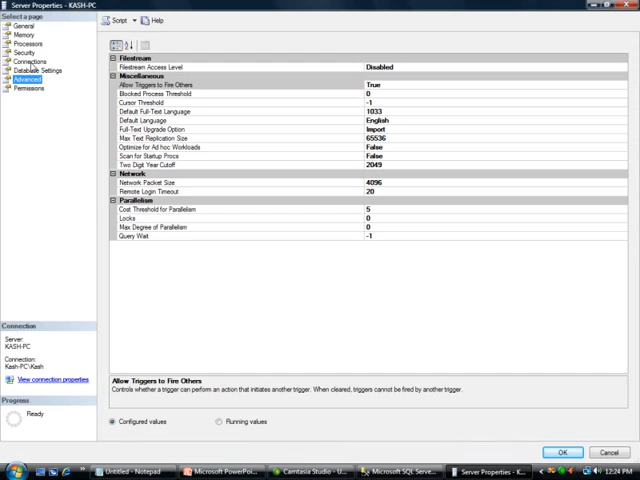 Server Properties - KASH-PC
Select a page
General
Memory
Processors
Security
Connections
Database Settings
Advanced
Permissions
Script
Help
Filestream
Filestream Access Level Disabled
Miscellaneous
Allow Triggers to Fire Others True
Blocked Process Threshold 0
Cursor Threshold -1
Default Full-Text Language 1033
Default Language English
Full-Text Upgrade Option Import
Max Text Replication Size 65536
Optimize for Ad hoc Workloads False
Scan for Startup Procs False
Two Digit Year Cutoff 2049
Network
Network Packet Size 4096
Remote Login Timeout 20
Parallelism
Cost Threshold for Parallelism 5
Locks 0
Max Degree of Parallelism 0
Query Wait -1
Connection
Server:
KASH-PC
Connection:
Kash-PC\Kash
View connection properties
Progress
Ready
Allow Triggers to Fire Others
Controls whether a trigger can perform an action that initiates another trigger. When cleared, triggers cannot be fired by another trigger.
Configured values
Running values
OK
Cancel
Untitled - Notepad
Microsoft PowerPoi...
Camtasia Studio - U...
Microsoft SQL Serve...
Server Properties - K...
12:24 PM